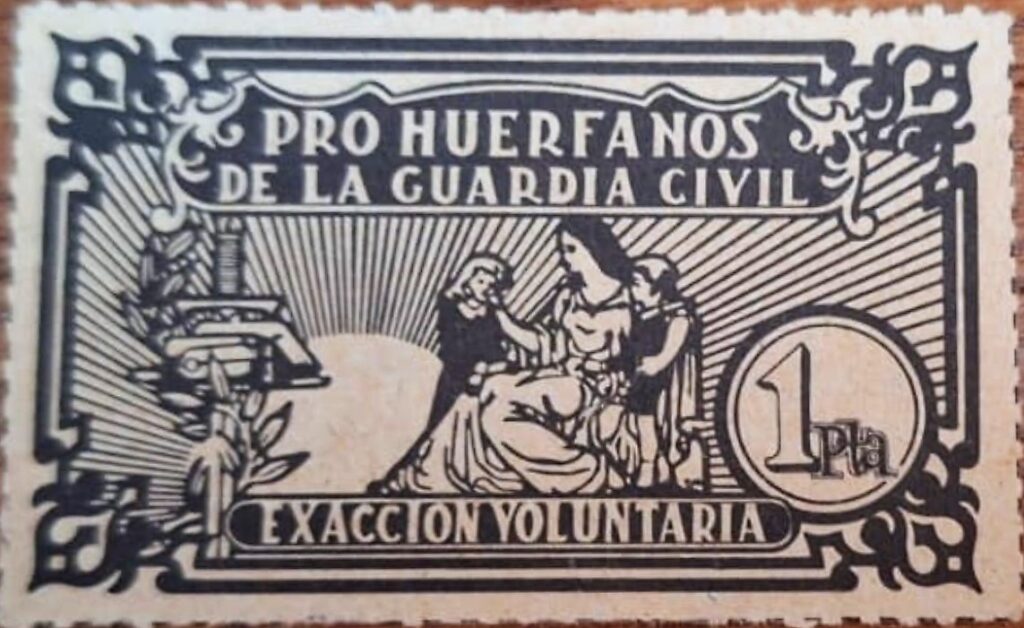 PRO HUERFANOS
DE LA GUARDIA CIVIL
1 Pta
EXACCION VOLUNTARIA